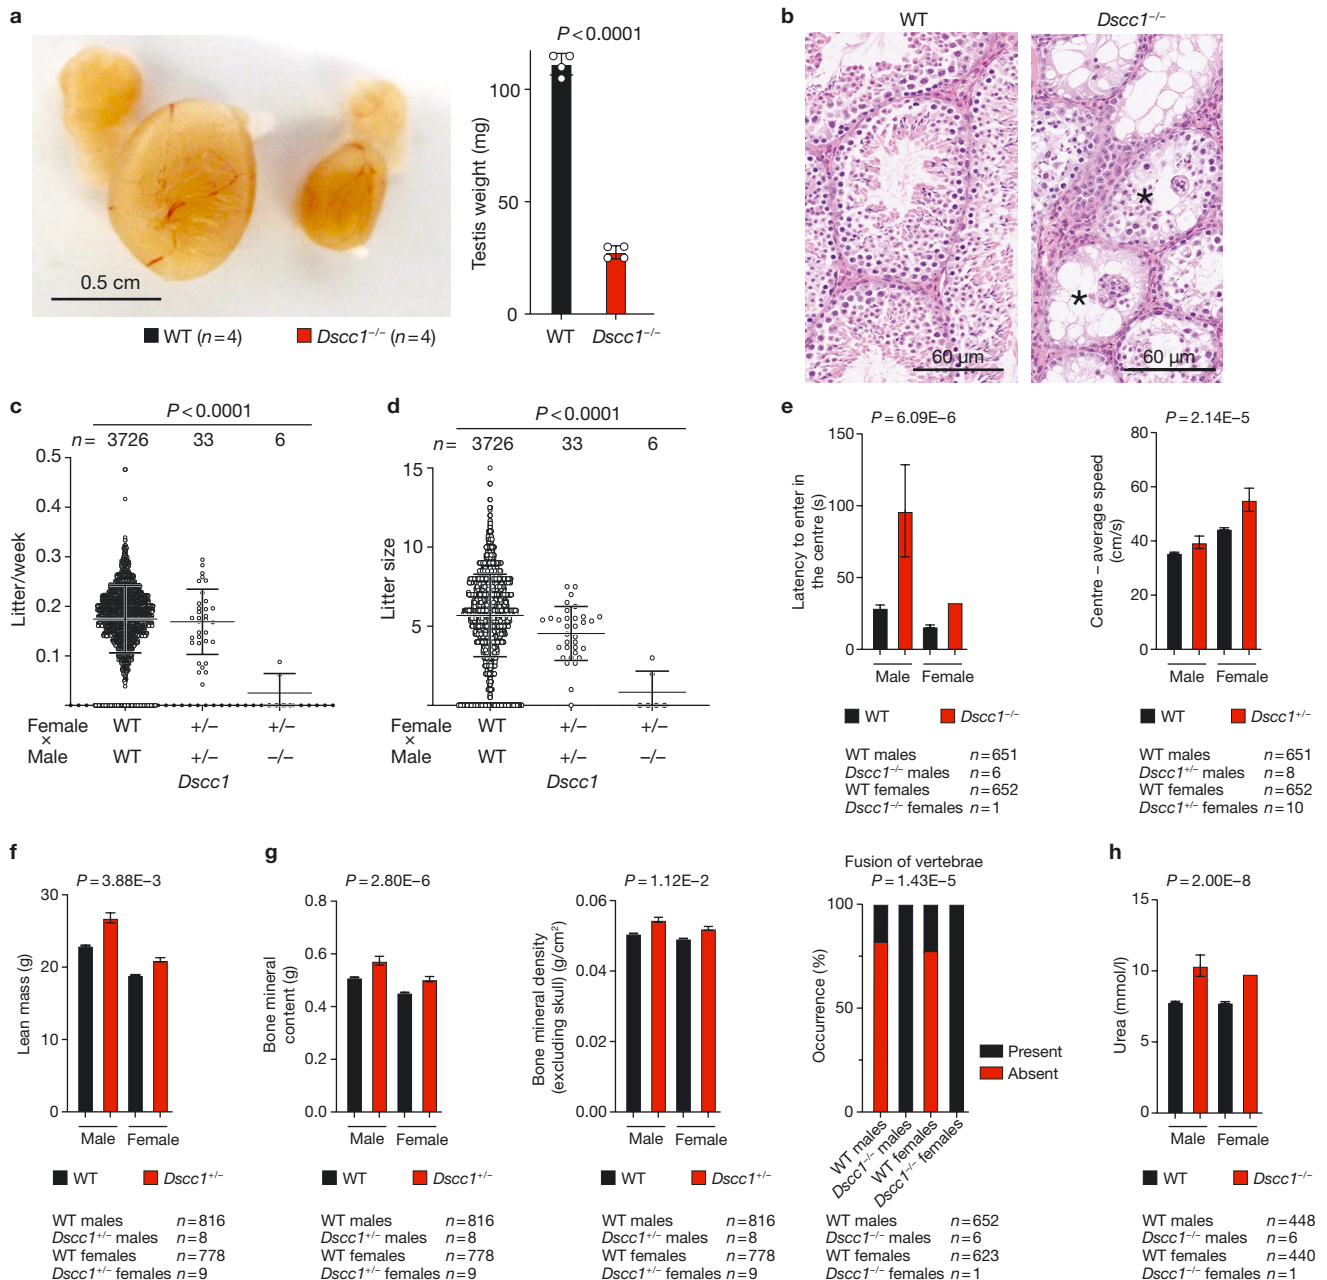 a
P < 0.0001
Testis weight (mg)
100
50
0
WT
Dscc1−/−
0.5 cm
WT (n = 4)
Dscc1−/− (n = 4)
b
WT
Dscc1−/−
*
*
60 µm
60 µm
c
P < 0.0001
n = 3726 33 6
Litter/week
0.5
0.4
0.3
0.2
0.1
Female WT +/− +/−
×
Male WT +/− −/−
Dscc1
d
P < 0.0001
n = 3726 33 6
Litter size
15
10
5
Female WT +/− +/−
×
Male WT +/− −/−
Dscc1
e
P = 6.09E−6
Latency to enter in
the centre (s)
150
100
50
0
Male Female
WT Dscc1−/−
WT males n = 651
Dscc1−/− males n = 6
WT females n = 652
Dscc1−/− females n = 1
P = 2.14E−5
Centre – average speed
(cm/s)
80
60
40
20
0
Male Female
WT Dscc1+/−
WT males n = 651
Dscc1+/− males n = 8
WT females n = 652
Dscc1+/− females n = 10
f
P = 3.88E−3
Lean mass (g)
30
20
10
0
Male Female
WT Dscc1+/−
WT males n = 816
Dscc1+/− males n = 8
WT females n = 778
Dscc1+/− females n = 9
g
P = 2.80E−6
Bone mineral
content (g)
0.8
0.6
0.4
0.2
0.0
Male Female
WT Dscc1+/−
WT males n = 816
Dscc1+/− males n = 8
WT females n = 778
Dscc1+/− females n = 9
P = 1.12E−2
Bone mineral density
(excluding skull) (g/cm2)
0.06
0.04
0.02
0.00
Male Female
WT Dscc1+/−
WT males n = 816
Dscc1+/− males n = 8
WT females n = 778
Dscc1+/− females n = 9
Fusion of vertebrae
P = 1.43E−5
Occurrence (%)
100
50
0
WT males
Dscc1−/− males
WT females
Dscc1−/− females
Present
Absent
WT males n = 652
Dscc1−/− males n = 6
WT females n = 623
Dscc1−/− females n = 1
h
P = 2.00E−8
Urea (mmol/l)
15
10
5
0
Male Female
WT Dscc1−/−
WT males n = 448
Dscc1−/− males n = 6
WT females n = 440
Dscc1−/− females n = 1